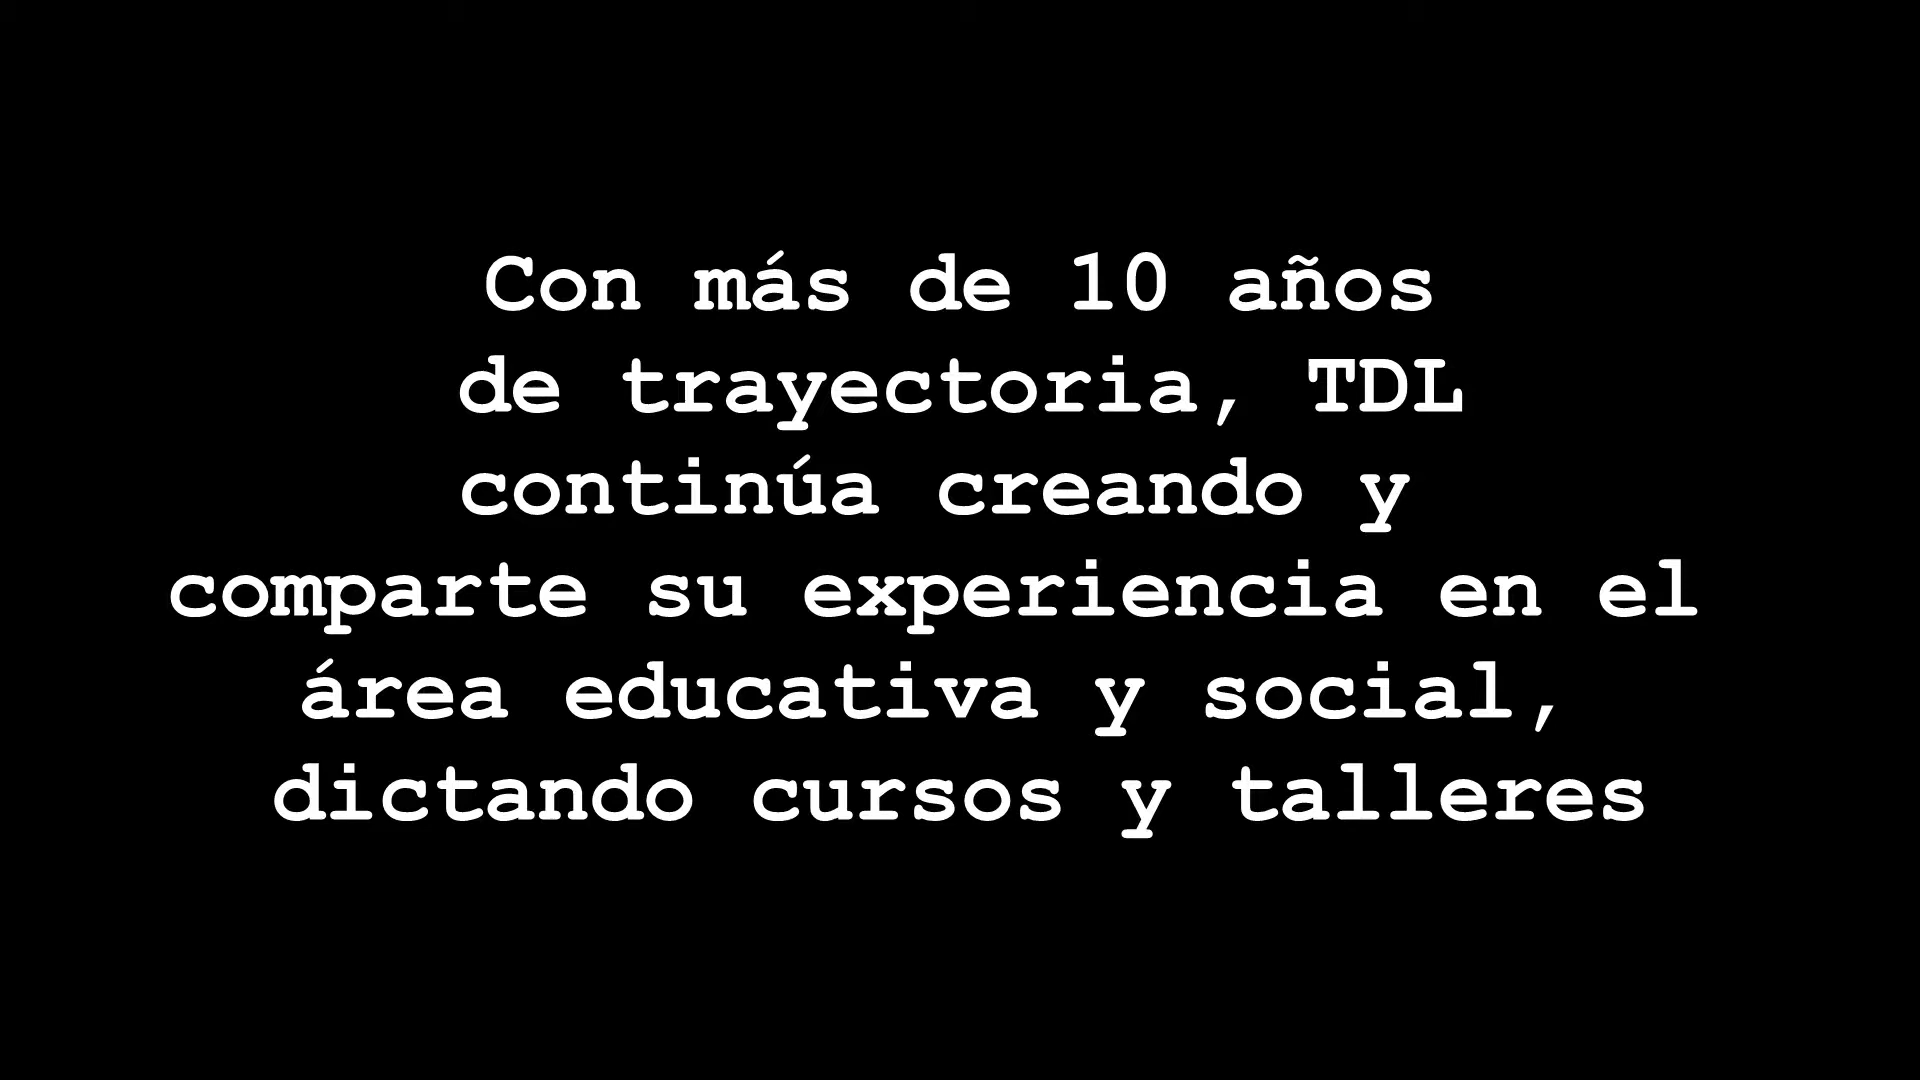 Con más de 10 años
de trayectoria, TDL
continúa creando y
comparte su experiencia en el
área educativa y social,
dictando cursos y talleres